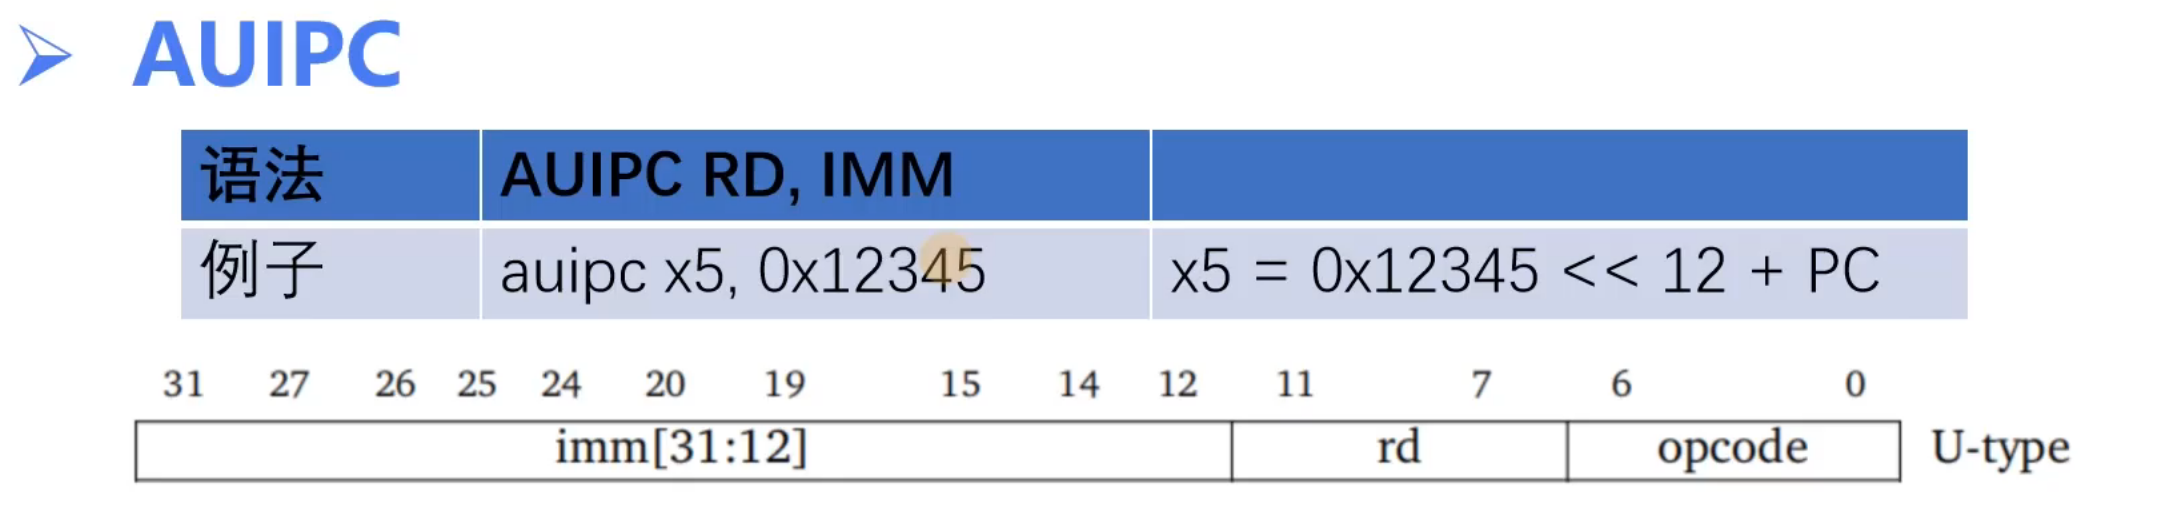 AUIPC
语法 AUIPC RD, IMM
例子 auipc x5, 0x12345 x5 = 0x12345 << 12 + PC
31 27 26 25 24 20 19 15 14 12 11 7 6 0
imm[31:12] rd opcode U-type